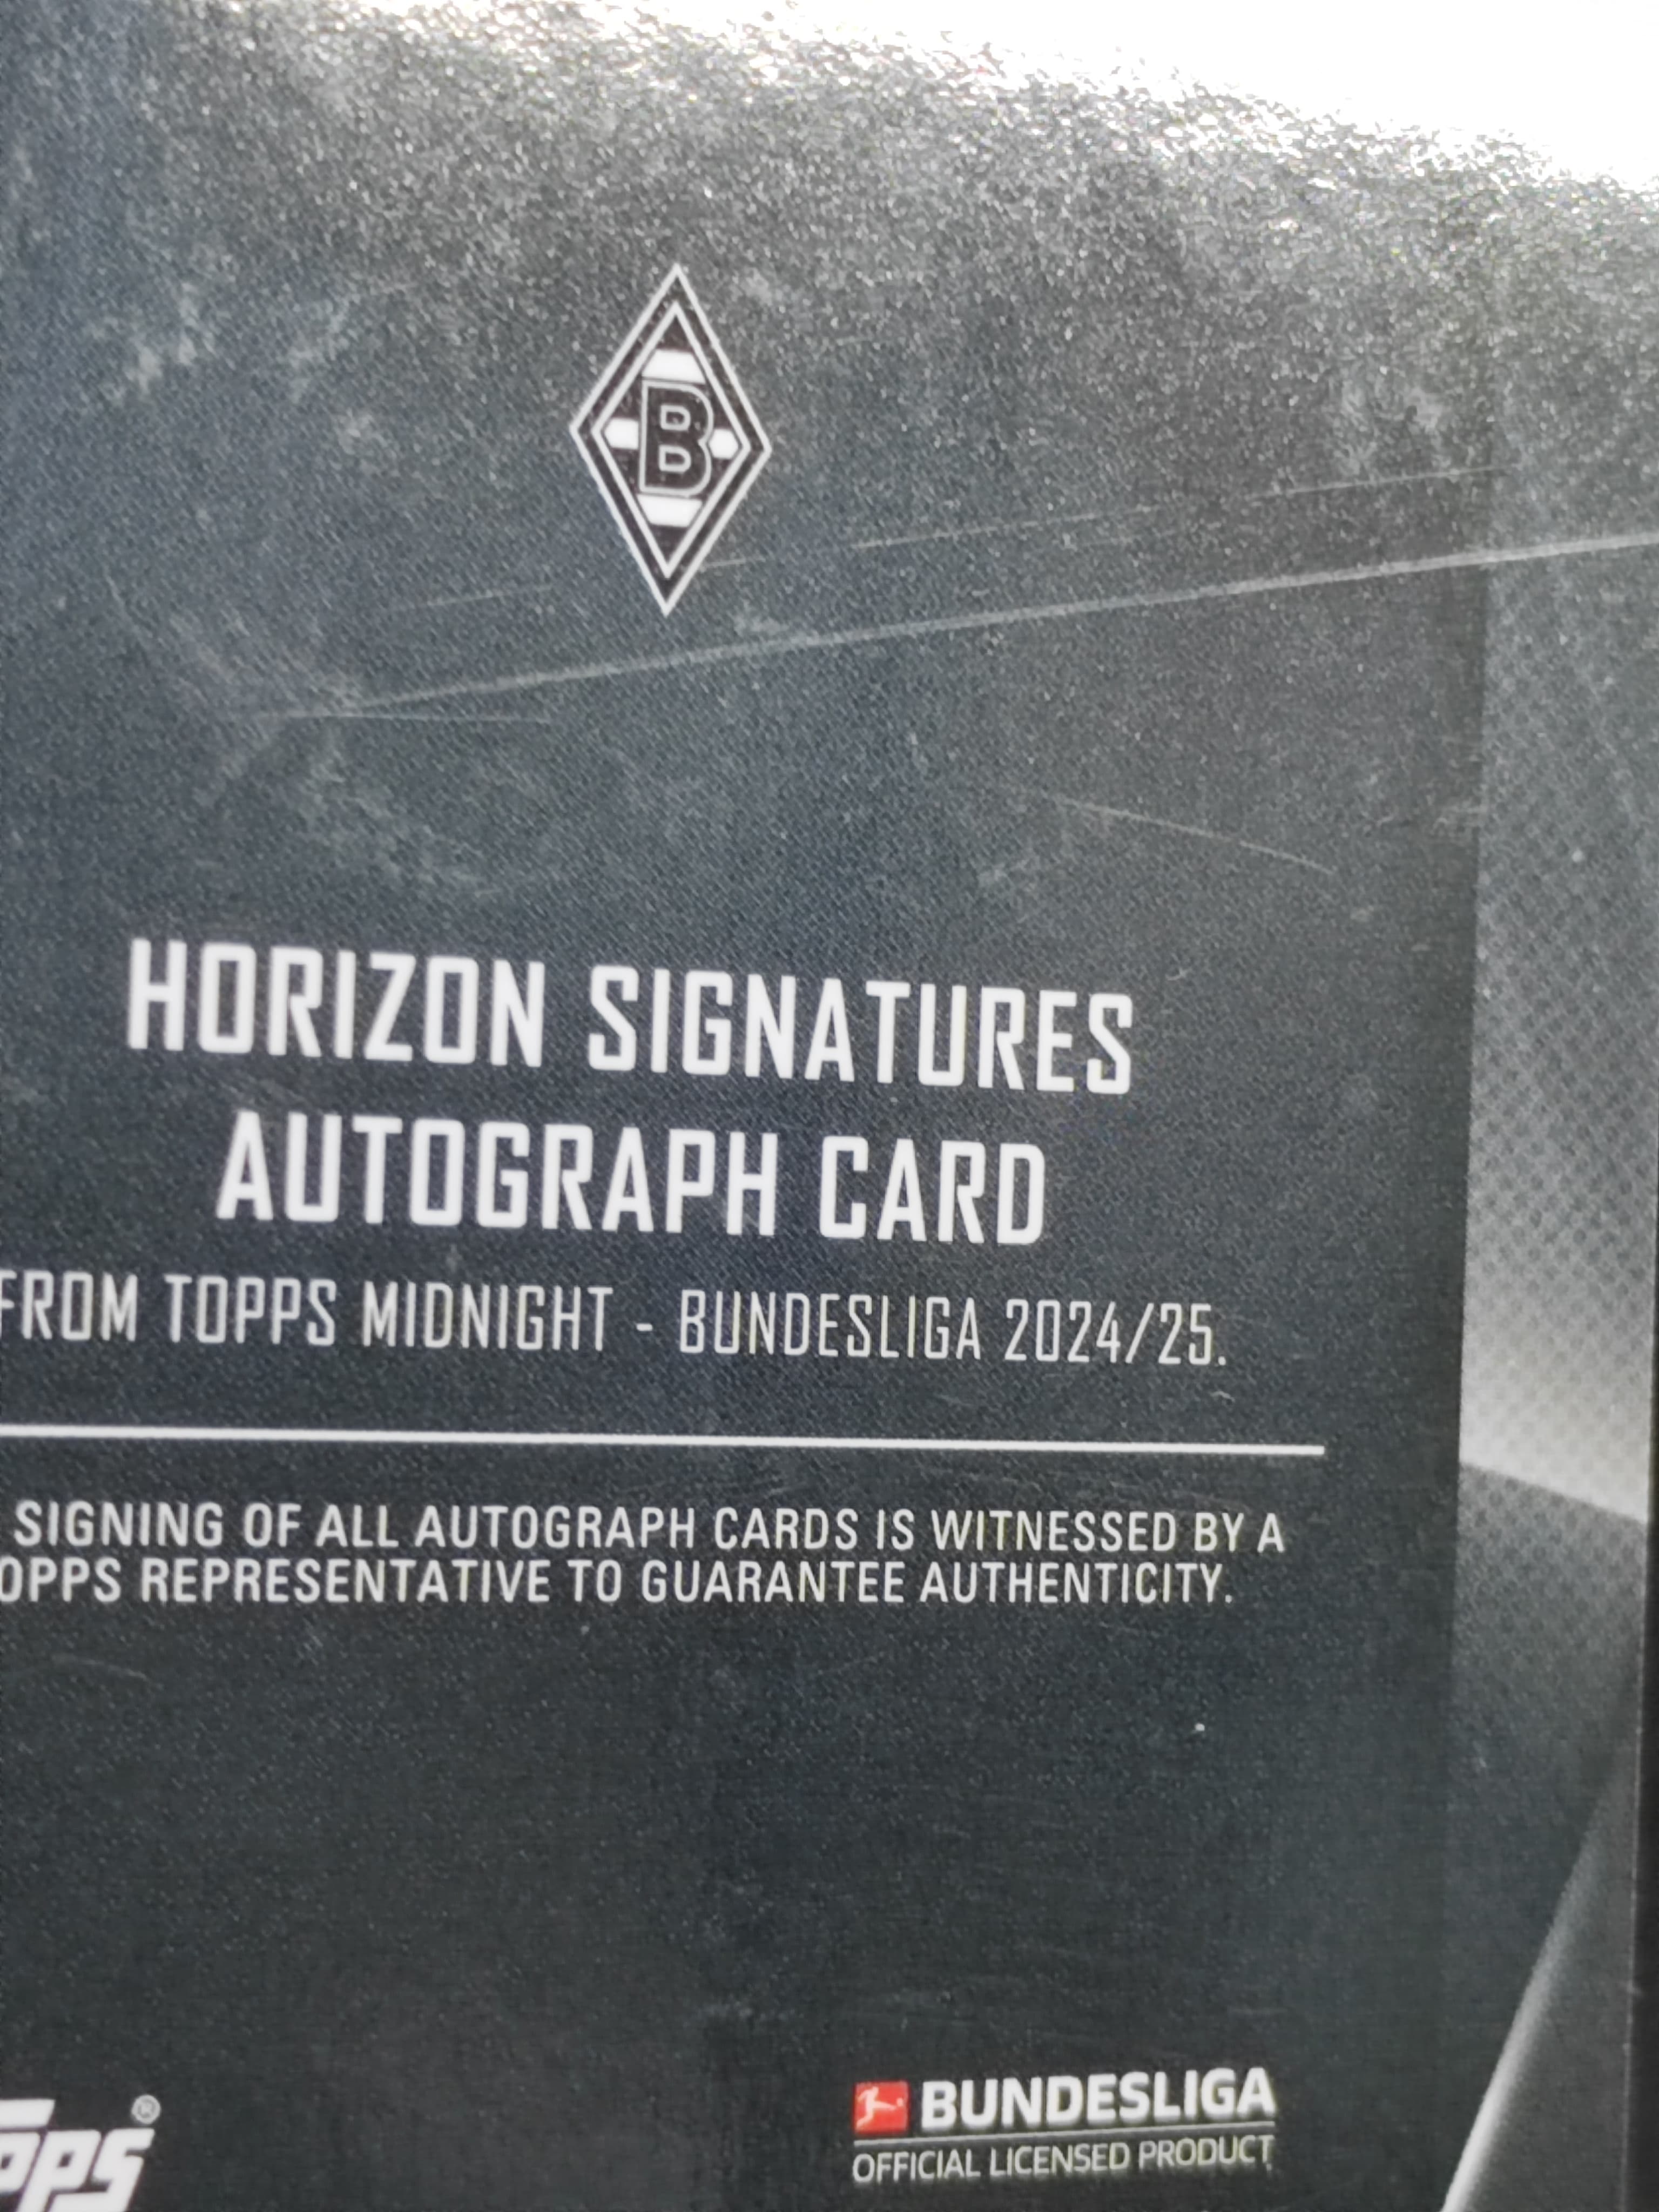 B
HORIZON SIGNATURES
AUTOGRAPH CARD
FROM TOPPS MIDNIGHT - BUNDESLIGA 2024/25.
SIGNING OF ALL AUTOGRAPH CARDS IS WITNESSED BY A
OPPS REPRESENTATIVE TO GUARANTEE AUTHENTICITY.
OPPS®
BUNDESLIGA
OFFICIAL LICENSED PRODUCT